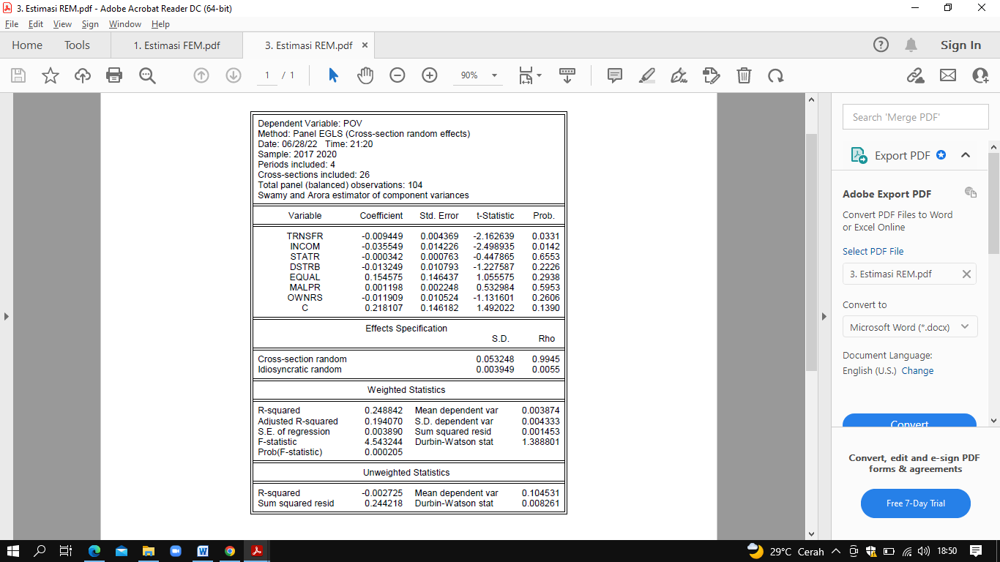 3. Estimasi REM.pdf - Adobe Acrobat Reader DC (64-bit)
File Edit View Sign Window Help
Home Tools 1. Estimasi FEM.pdf 3. Estimasi REM.pdf × Sign In
1 / 1 90%
Dependent Variable: POV
Method: Panel EGLS (Cross-section random effects)
Date: 06/28/22 Time: 21:20
Sample: 2017 2020
Periods included: 4
Cross-sections included: 26
Total panel (balanced) observations: 104
Swamy and Arora estimator of component variances
Variable Coefficient Std. Error t-Statistic Prob.
TRNSFR -0.009449 0.004369 -2.162639 0.0331
INCOM -0.035549 0.014226 -2.498935 0.0142
STATR -0.000342 0.000763 -0.447865 0.6553
DSTRB -0.013249 0.010793 -1.227587 0.2226
EQUAL 0.154575 0.146437 1.055575 0.2938
MALPR 0.001198 0.002248 0.532984 0.5953
OWNRS -0.011909 0.010524 -1.131601 0.2606
C 0.218107 0.146182 1.492022 0.1390
Effects Specification
S.D. Rho
Cross-section random 0.053248 0.9945
Idiosyncratic random 0.003949 0.0055
Weighted Statistics
R-squared 0.248842 Mean dependent var 0.003874
Adjusted R-squared 0.194070 S.D. dependent var 0.004333
S.E. of regression 0.003890 Sum squared resid 0.001453
F-statistic 4.543244 Durbin-Watson stat 1.388801
Prob(F-statistic) 0.000205
Unweighted Statistics
R-squared -0.002725 Mean dependent var 0.104531
Sum squared resid 0.244218 Durbin-Watson stat 0.008261
Search 'Merge PDF'
Export PDF
Adobe Export PDF
Convert PDF Files to Word
or Excel Online
Select PDF File
3. Estimasi REM.pdf
Convert to
Microsoft Word (*.docx)
Document Language:
English (U.S.) Change
Convert
Convert, edit and e-sign PDF
forms & agreements
Free 7-Day Trial
29°C Cerah 18:50